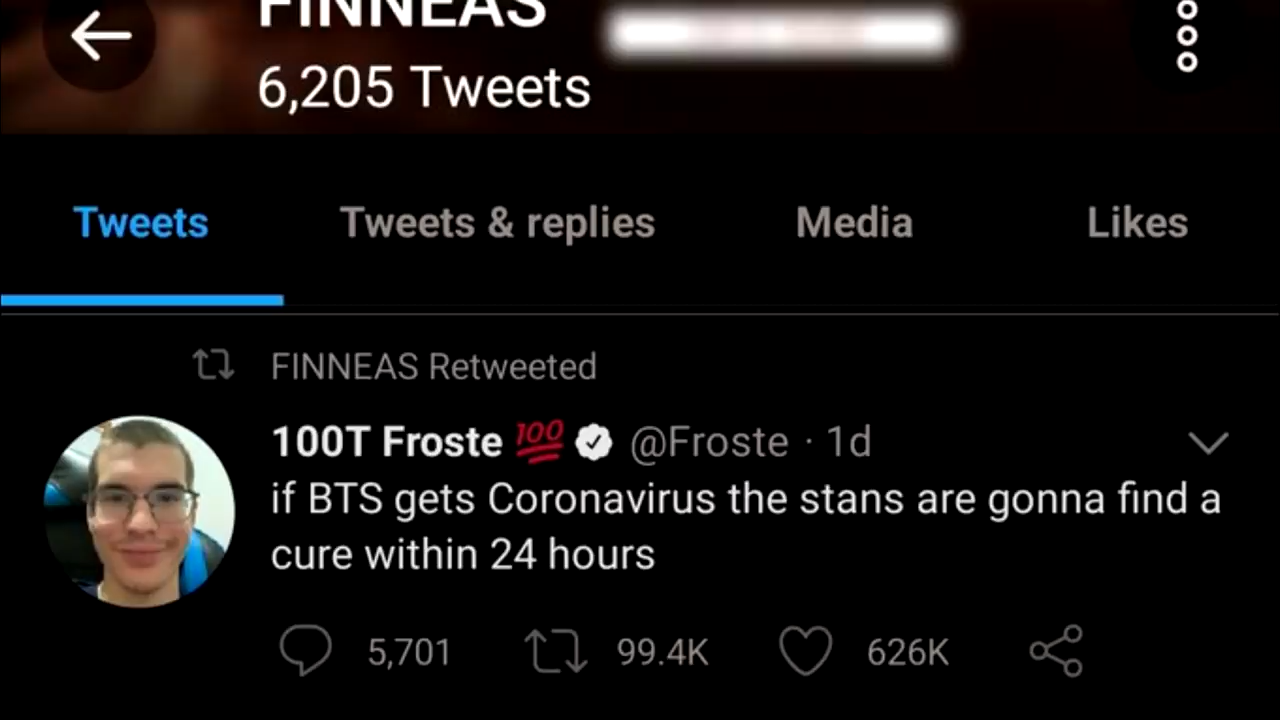 FINNEAS
6,205 Tweets
Tweets
Tweets & replies
Media
Likes
FINNEAS Retweeted
100T Froste 💯 @Froste · 1d
if BTS gets Coronavirus the stans are gonna find a
cure within 24 hours
5,701
99.4K
626K